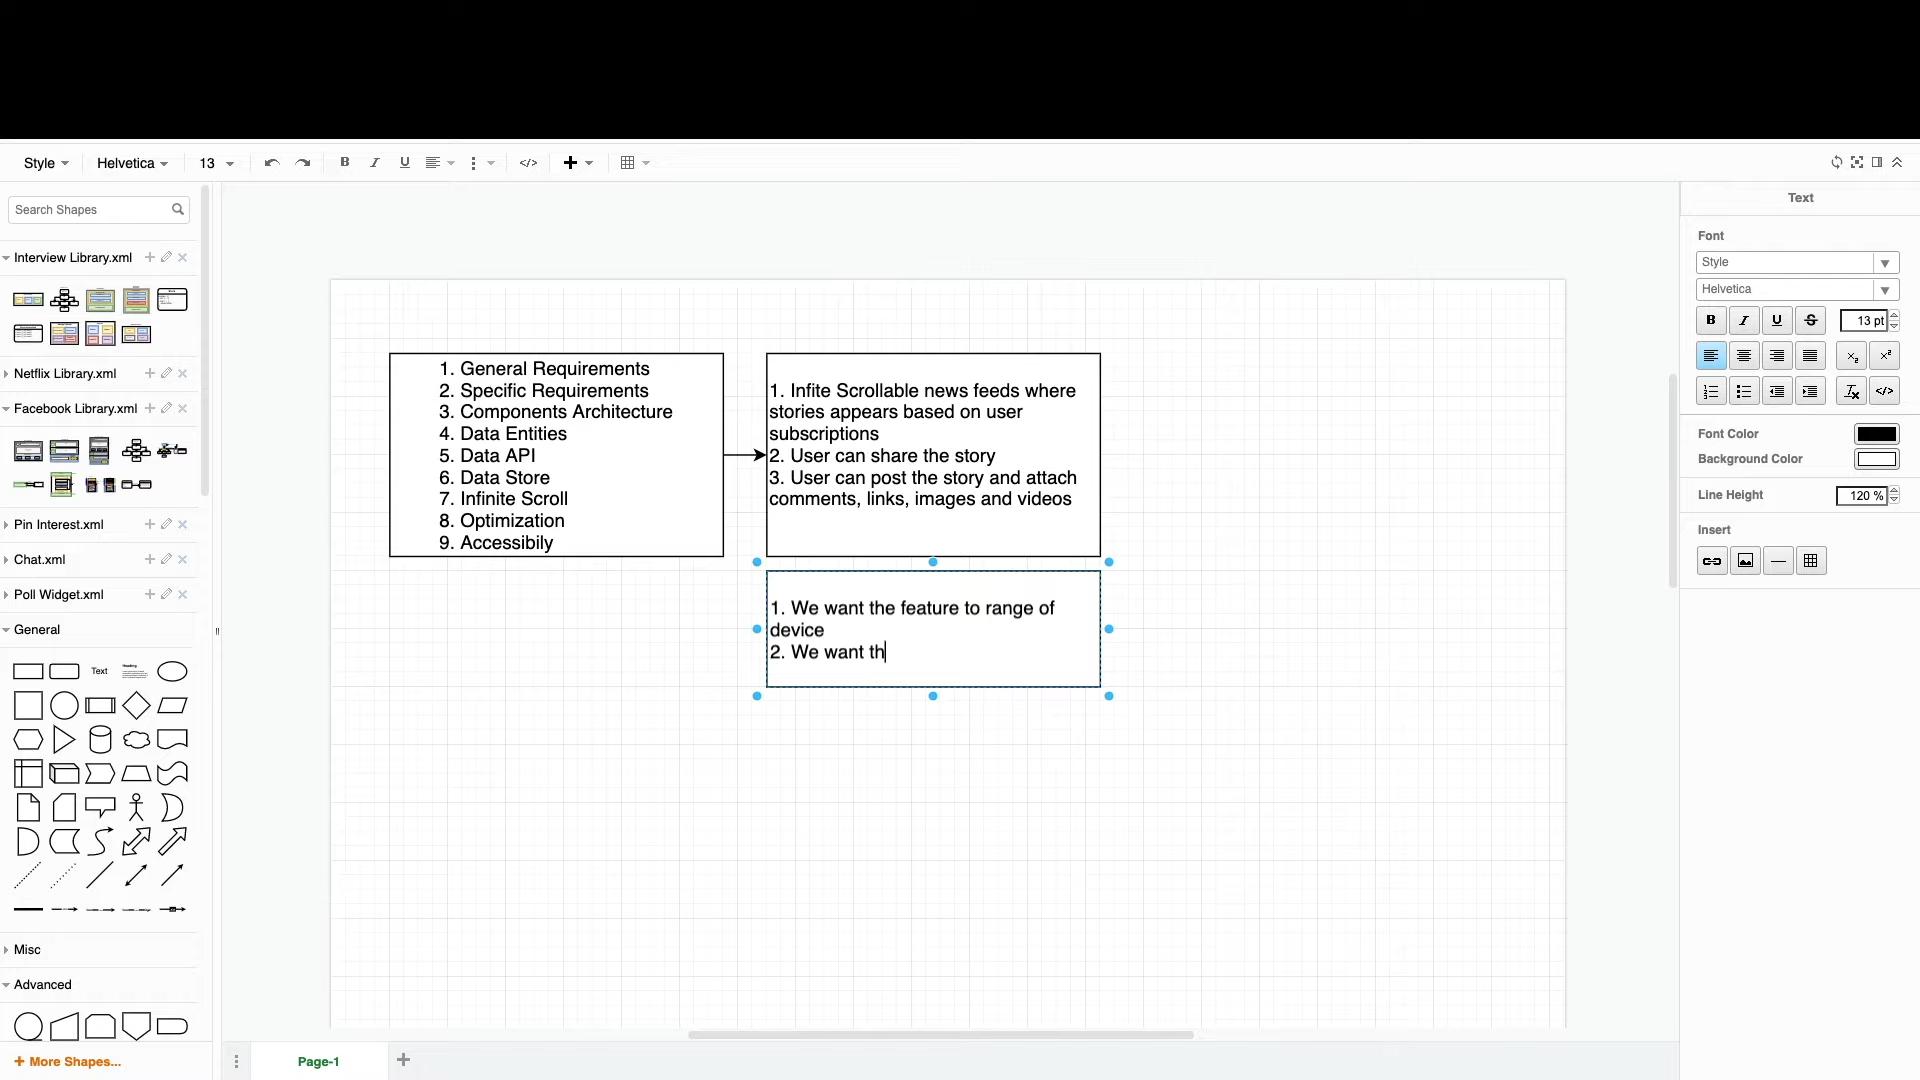 Style
Helvetica
13
B
I
U
</>
Search Shapes
Interview Library.xml
Netflix Library.xml
Facebook Library.xml
Pin Interest.xml
Chat.xml
Poll Widget.xml
General
Text
Heading
Misc
Advanced
+ More Shapes...
1. General Requirements
2. Specific Requirements
3. Components Architecture
4. Data Entities
5. Data API
6. Data Store
7. Infinite Scroll
8. Optimization
9. Accessibily
1. Infite Scrollable news feeds where
stories appears based on user
subscriptions
2. User can share the story
3. User can post the story and attach
comments, links, images and videos
1. We want the feature to range of
device
2. We want th
Page-1
Text
Font
Style
Helvetica
B I U S 13 pt
Font Color
Background Color
Line Height 120 %
Insert